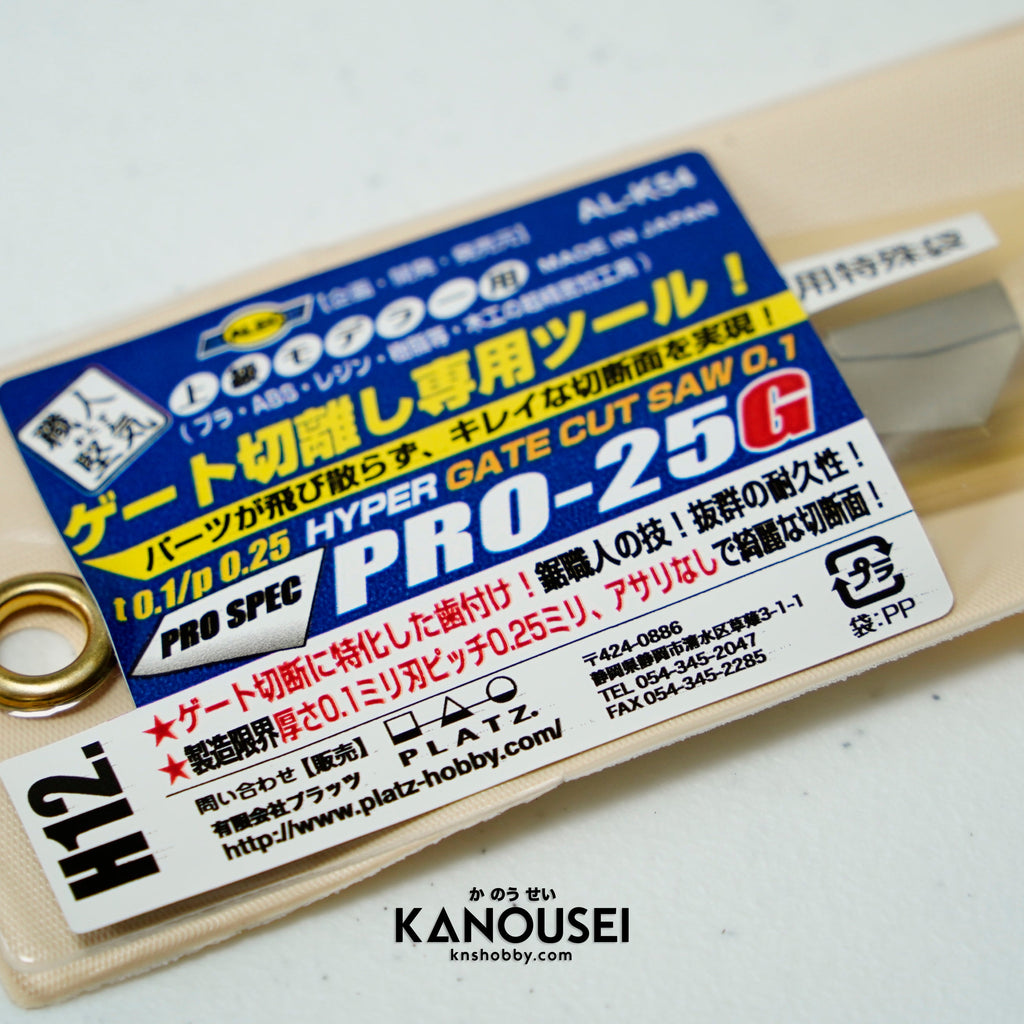 AL-K54
MADE IN JAPAN
[企画・開発・発売元]
上級モデラー用
(プラ・ABS・レジン・樹脂等・木工の超精密加工用)
職人堅気
ゲート切離し専用ツール!
パーツが飛び散らず、キレイな切断面を実現!
t 0.1/p 0.25 HYPER GATE CUT SAW 0.1
PRO SPEC PRO-25G
★ゲート切断に特化した歯付け!鋸職人の技!抜群の耐久性!
★製造限界厚さ0.1ミリ刃ピッチ0.25ミリ、アサリなしで綺麗な切断面!
問い合わせ【販売】
有限会社プラッツ
PLATZ.
http://www.platz-hobby.com/
〒424-0886
静岡県静岡市清水区草薙3-1-1
TEL 054-345-2047
FAX 054-345-2285
プラ
袋:PP
H12.
用特殊袋
か のう せい
KANOUSEI
knshobby.com